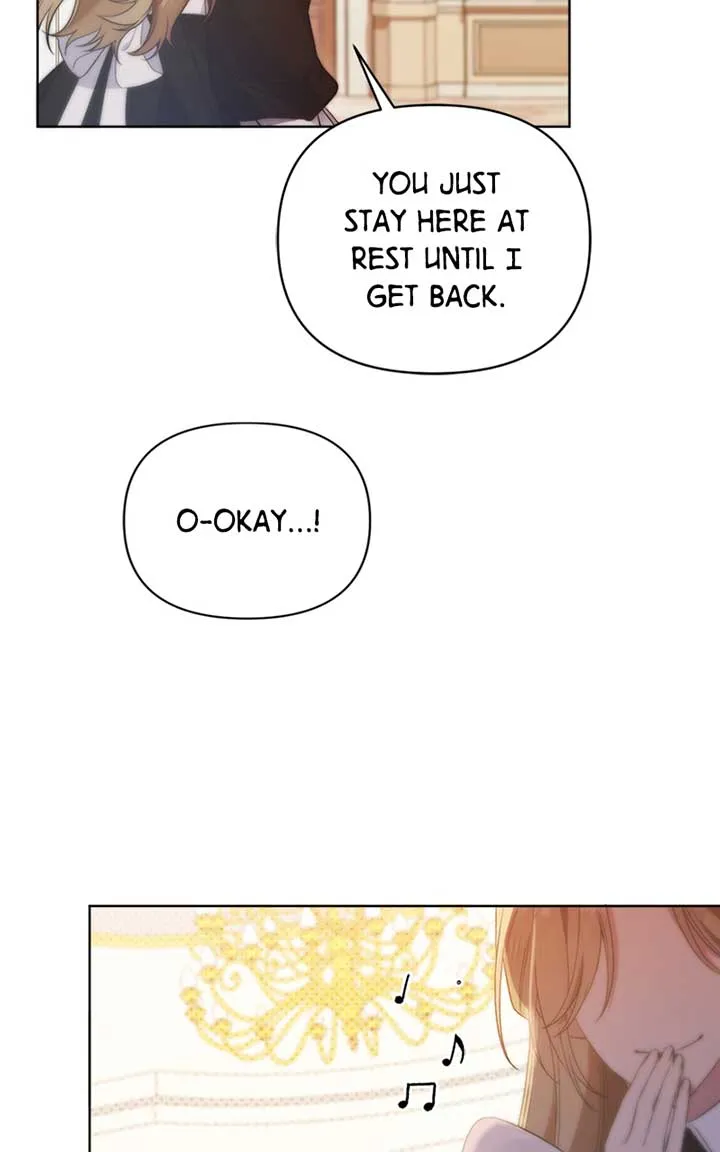 YOU JUST
STAY HERE AT
REST UNTIL I
GET BACK.
O-OKAY...!